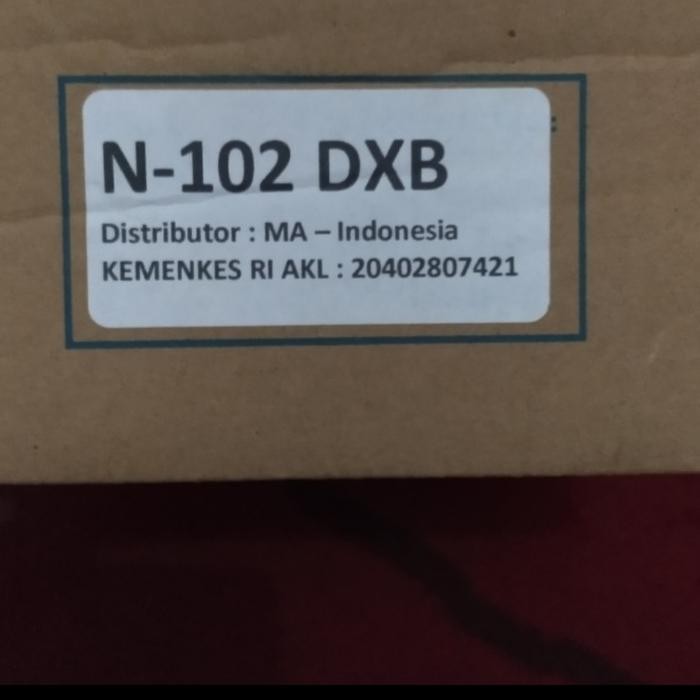 N-102 DXB
Distributor : MA – Indonesia
KEMENKES RI AKL : 20402807421